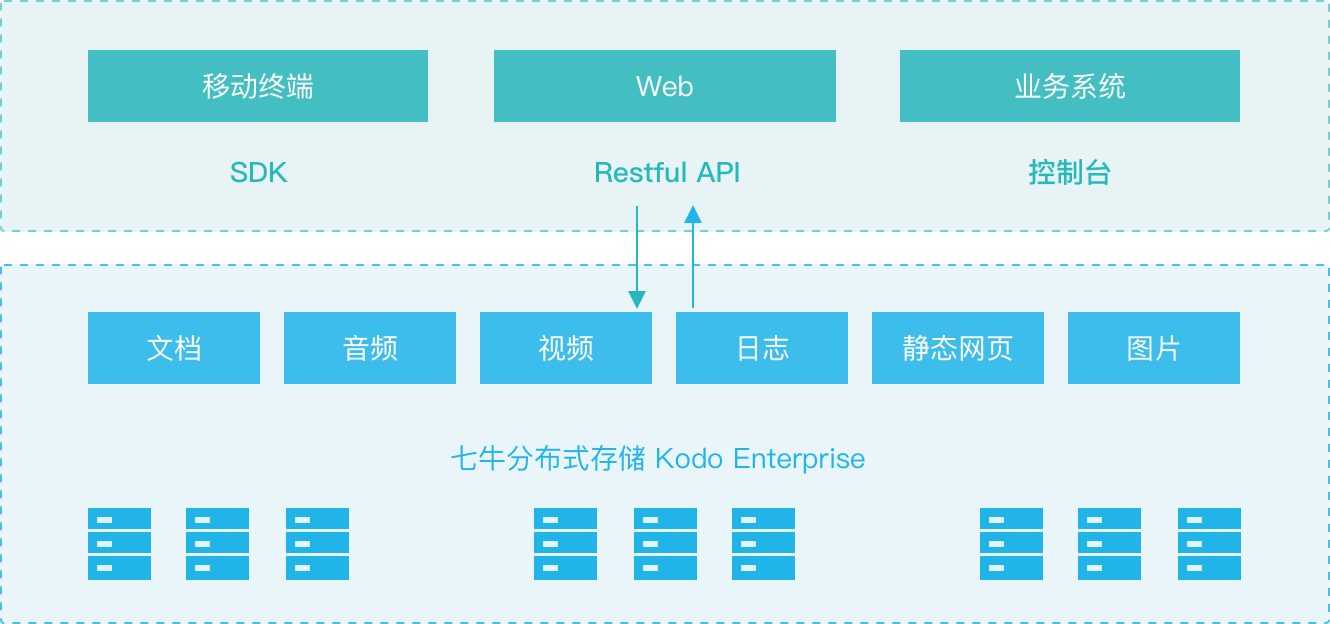 移动终端
Web
业务系统
SDK
Restful API
控制台
文档
音频
视频
日志
静态网页
图片
七牛分布式存储 Kodo Enterprise